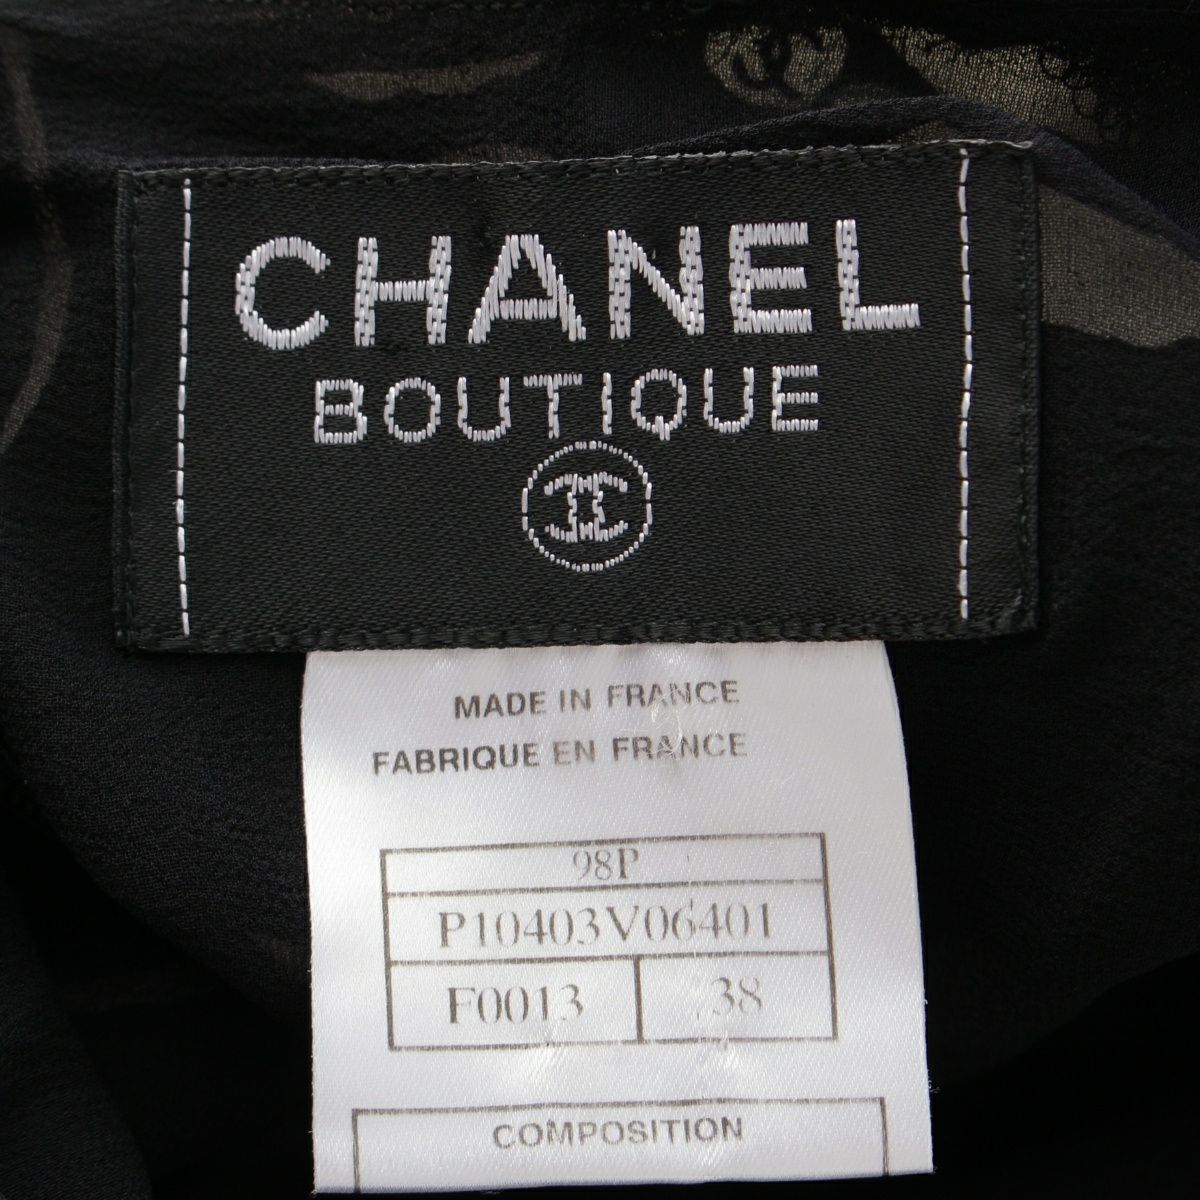 CHANEL
BOUTIQUE
MADE IN FRANCE
FABRIQUE EN FRANCE
98P
P10403V06401
F0013 38
COMPOSITION